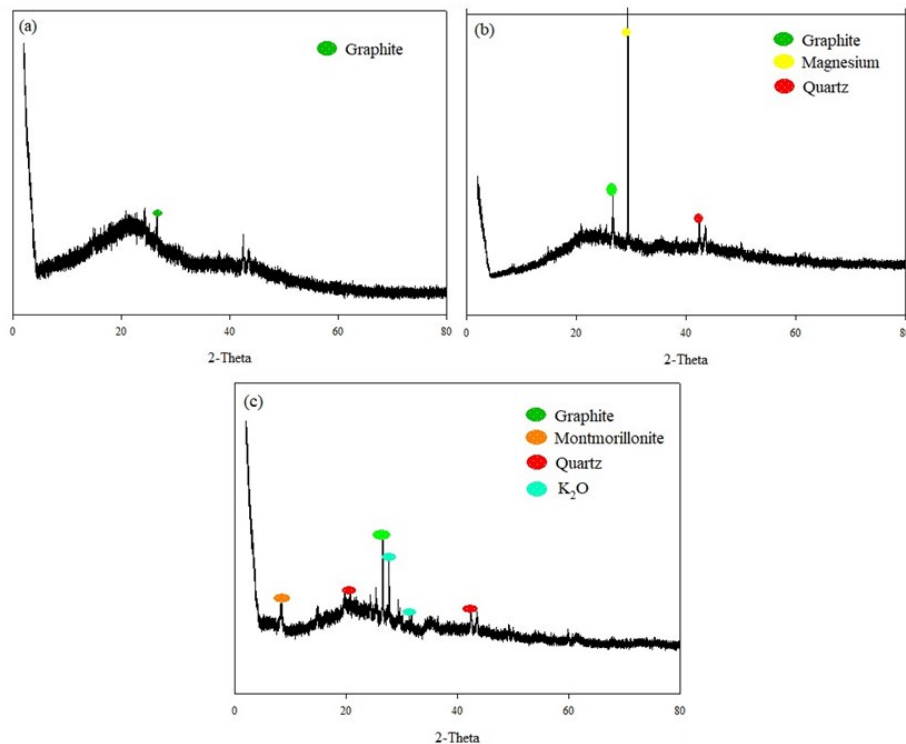 (a)
Graphite
0 20 40 60 80
2-Theta
(b)
Graphite
Magnesium
Quartz
0 20 40 60 80
2-Theta
(c)
Graphite
Montmorillonite
Quartz
K₂O
0 20 40 60 80
2-Theta